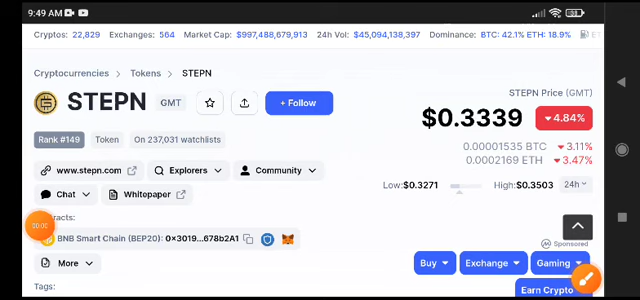 9:49 AM
Cryptos: 22,829 Exchanges: 564 Market Cap: $997,488,679,913 24h Vol: $45,094,138,397 Dominance: BTC: 42.1% ETH: 18.9%
Cryptocurrencies > Tokens > STEPN
STEPN GMT
+ Follow
Rank #149 Token On 237,031 watchlists
www.stepn.com Explorers Community
Chat Whitepaper
BNB Smart Chain (BEP20): 0x3019...678b2A1
More
Tags:
STEPN Price (GMT)
$0.3339 4.84%
0.00001535 BTC 3.11%
0.0002169 ETH 3.47%
Low:$0.3271 High:$0.3503 24h
Sponsored
Buy Exchange Gaming
Earn Crypto